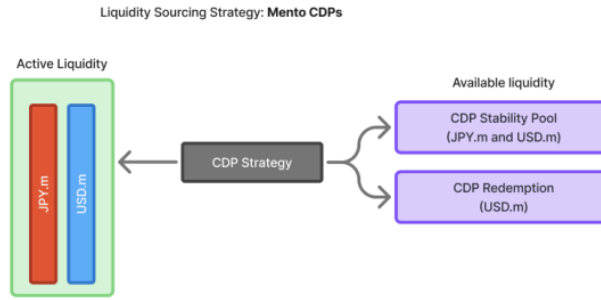 Liquidity Sourcing Strategy: Mento CDPs
Active Liquidity
JPY.m
USD.m
CDP Strategy
Available liquidity
CDP Stability Pool
(JPY.m and USD.m)
CDP Redemption
(USD.m)